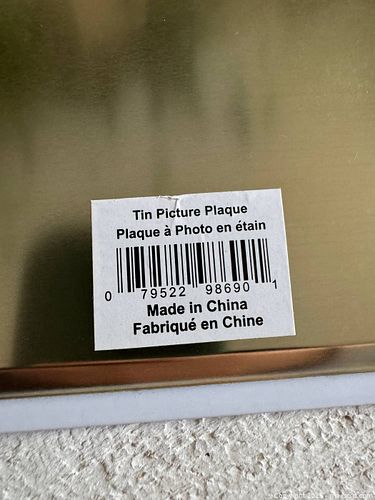 Tin Picture Plaque
Plaque à Photo en étain
0 79522 98690 1
Made in China
Fabriqué en Chine